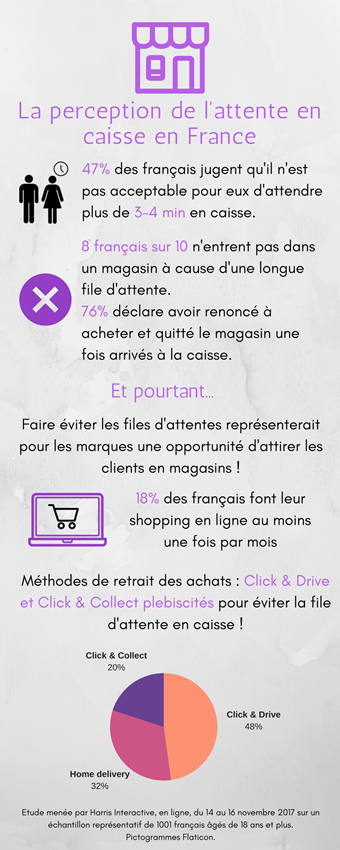 La perception de l'attente en
caisse en France
47% des français jugent qu'il n'est
pas acceptable pour eux d'attendre
plus de 3-4 min en caisse.
8 français sur 10 n'entrent pas dans
un magasin à cause d'une longue
file d'attente.
76% déclare avoir renoncé à
acheter et quitté le magasin une
fois arrivés à la caisse.
Et pourtant...
Faire éviter les files d'attentes représenterait
pour les marques une opportunité d'attirer les
clients en magasins !
18% des français font leur
shopping en ligne au moins
une fois par mois
Méthodes de retrait des achats : Click & Drive
et Click & Collect plebiscités pour éviter la file
d'attente en caisse !
Click & Collect
20%
Click & Drive
48%
Home delivery
32%
Etude menée par Harris Interactive, en ligne, du 14 au 16 novembre 2017 sur un
échantillon représentatif de 1001 français âgés de 18 ans et plus.
Pictogrammes Flaticon.